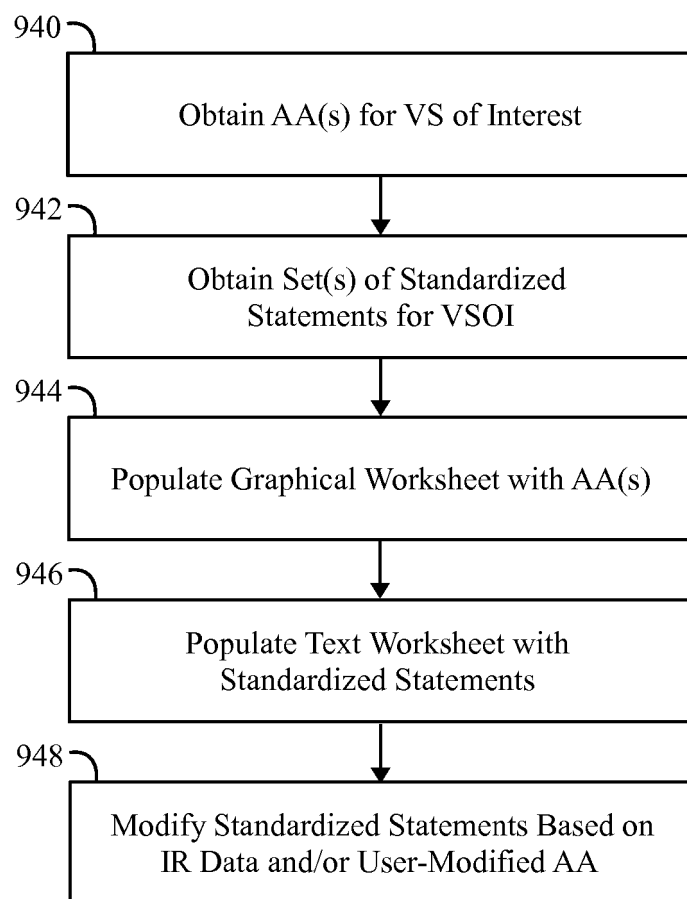 940
Obtain AA(s) for VS of Interest
942
Obtain Set(s) of Standardized
Statements for VSOI
944
Populate Graphical Worksheet with AA(s)
946
Populate Text Worksheet with
Standardized Statements
948
Modify Standardized Statements Based on
IR Data and/or User-Modified AA